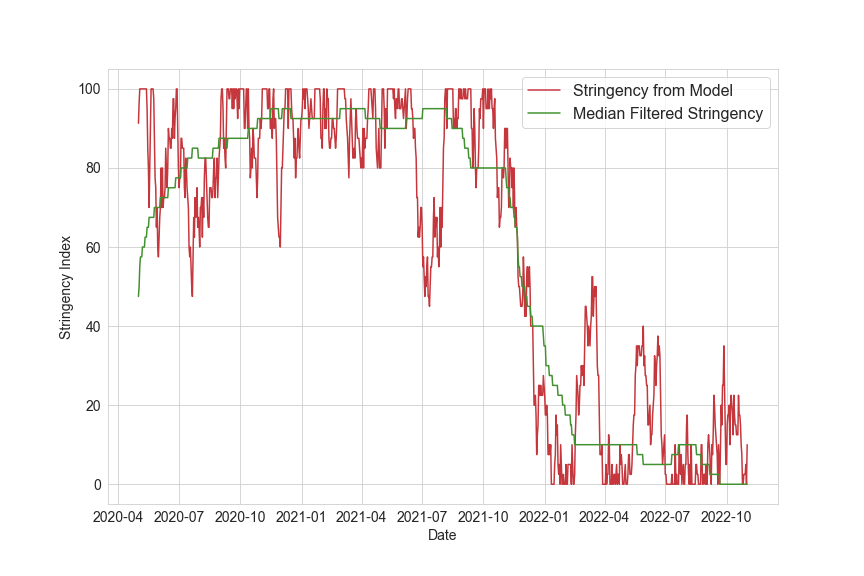 Stringency from Model
Median Filtered Stringency
Stringency Index
100
80
60
40
20
0
2020-04 2020-07 2020-10 2021-01 2021-04 2021-07 2021-10 2022-01 2022-04 2022-07 2022-10
Date